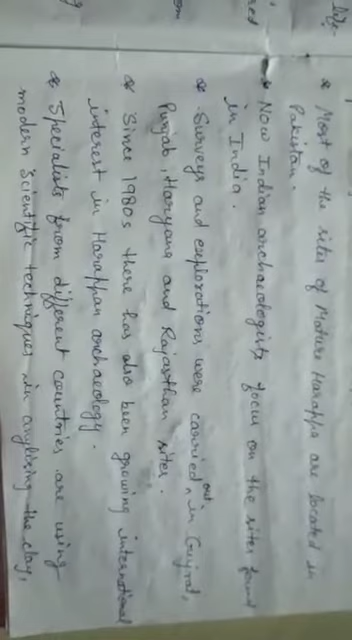 * Most of the sites of Mature Harappa are located in
Pakistan.
* Now Indian archaeologists focus on the sites found
in India.
* Surveys and explorations were carried out in Gujrat,
Punjab, Haryana and Rajasthan sites.
* Since 1980s there has also been growing international
interest in Harappan archaeology.
* Specialists from different countries are using
modern scientific techniques in anylising the clay,